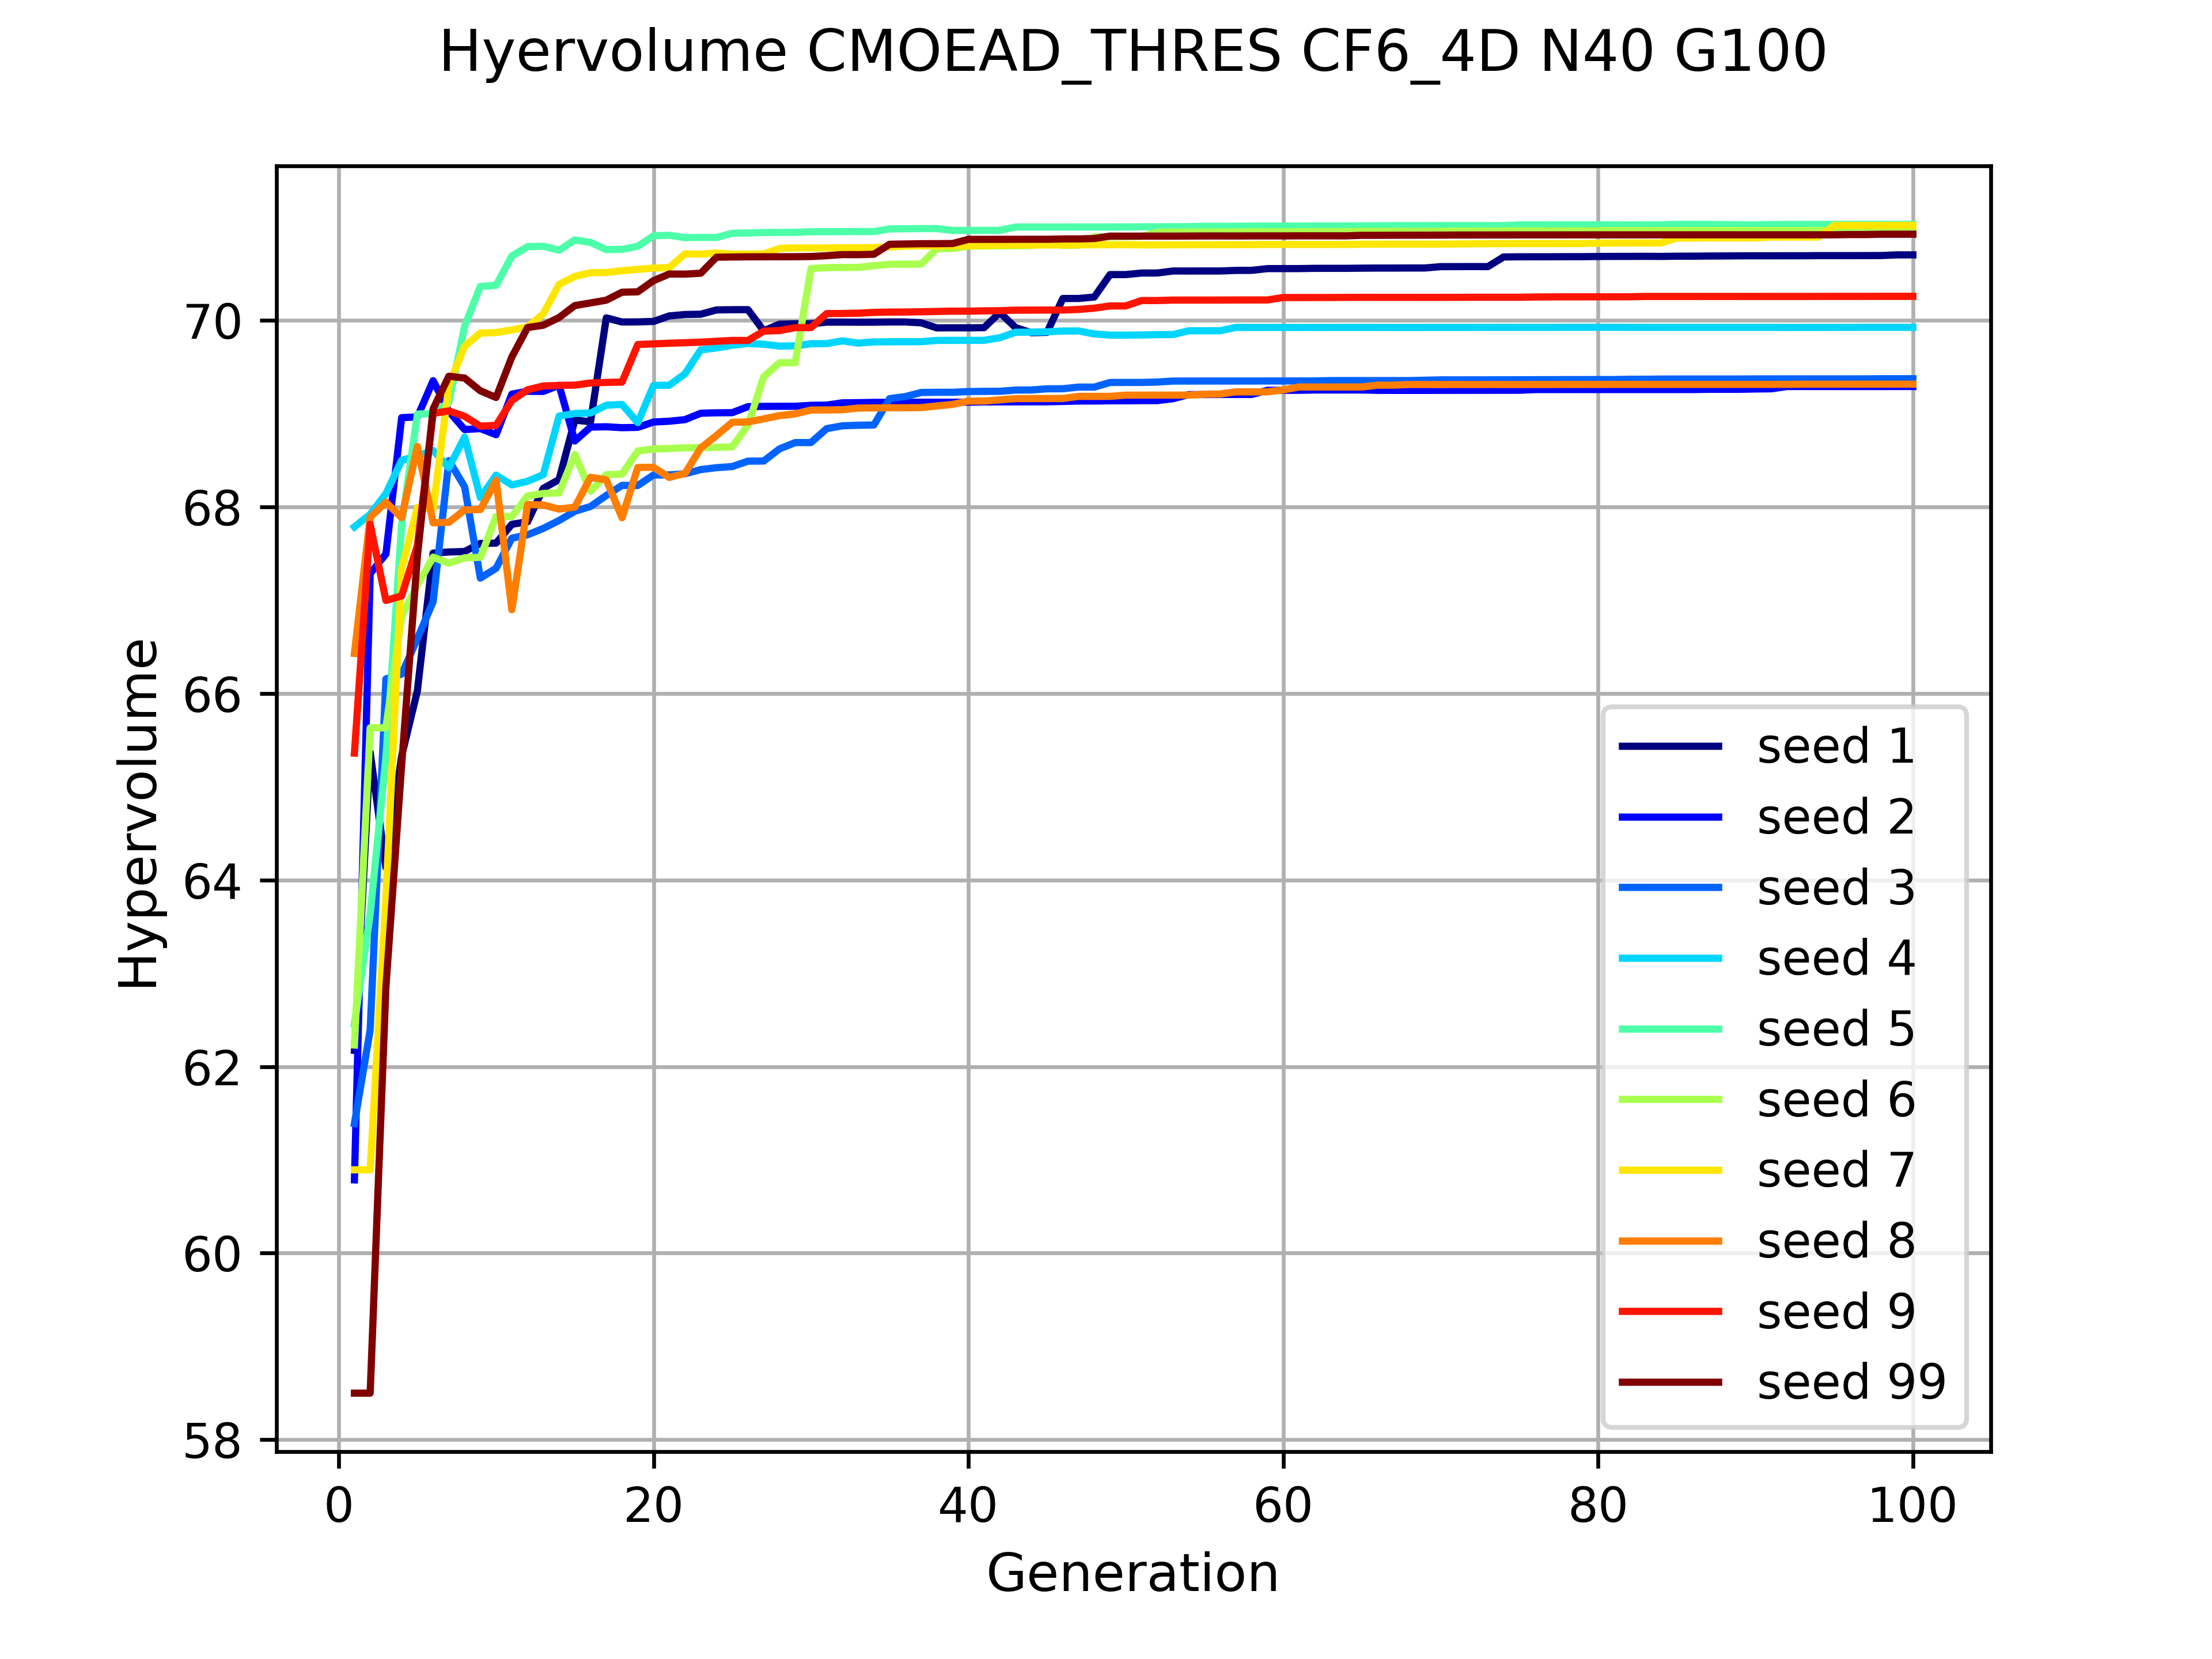 Hyervolume CMOEAD_THRES CF6_4D N40 G100
Hypervolume
70
68
66
64
62
60
58
seed 1
seed 2
seed 3
seed 4
seed 5
seed 6
seed 7
seed 8
seed 9
seed 99
0 20 40 60 80 100
Generation